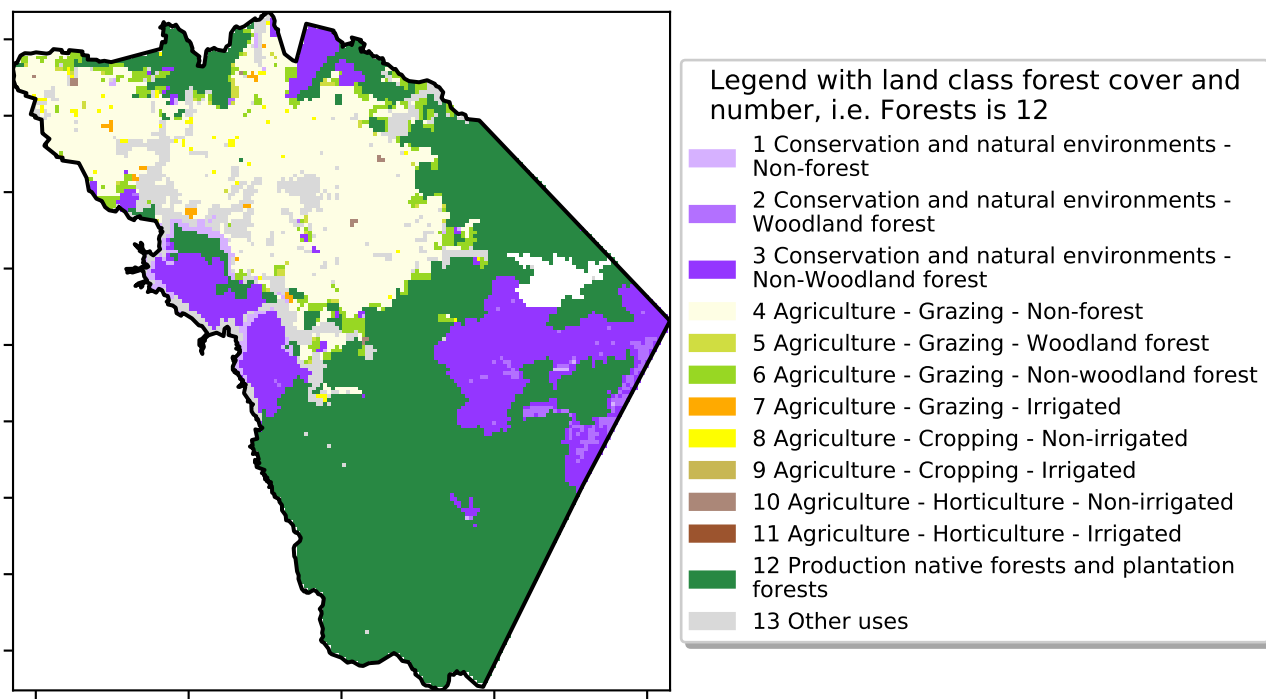 Legend with land class forest cover and
number, i.e. Forests is 12
1 Conservation and natural environments -
Non-forest
2 Conservation and natural environments -
Woodland forest
3 Conservation and natural environments -
Non-Woodland forest
4 Agriculture - Grazing - Non-forest
5 Agriculture - Grazing - Woodland forest
6 Agriculture - Grazing - Non-woodland forest
7 Agriculture - Grazing - Irrigated
8 Agriculture - Cropping - Non-irrigated
9 Agriculture - Cropping - Irrigated
10 Agriculture - Horticulture - Non-irrigated
11 Agriculture - Horticulture - Irrigated
12 Production native forests and plantation
forests
13 Other uses